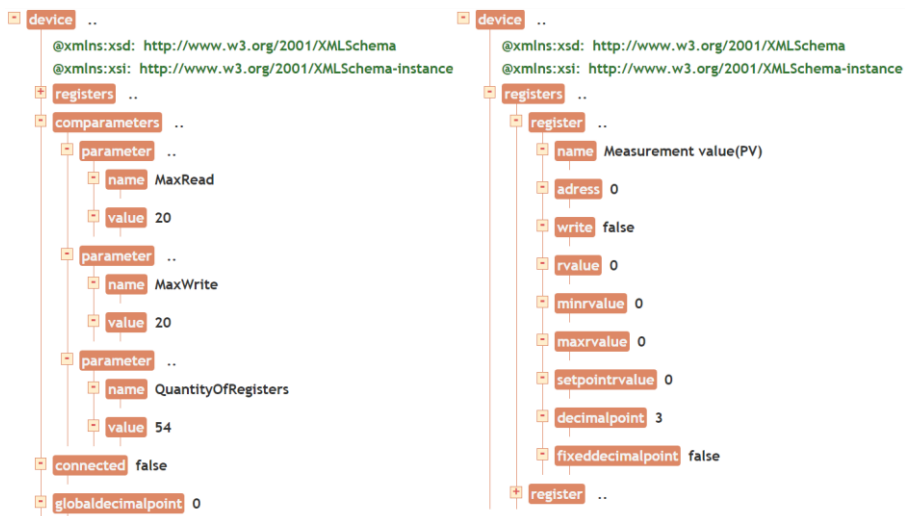 device ..
@xmlns:xsd: http://www.w3.org/2001/XMLSchema
@xmlns:xsi: http://www.w3.org/2001/XMLSchema-instance
registers ..
comparameters ..
parameter ..
name MaxRead
value 20
parameter ..
name MaxWrite
value 20
parameter ..
name QuantityOfRegisters
value 54
connected false
globaldecimalpoint 0
device ..
@xmlns:xsd: http://www.w3.org/2001/XMLSchema
@xmlns:xsi: http://www.w3.org/2001/XMLSchema-instance
registers ..
register ..
name Measurement value(PV)
adress 0
write false
rvalue 0
minrvalue 0
maxrvalue 0
setpointrvalue 0
decimalpoint 3
fixeddecimalpoint false
register ..